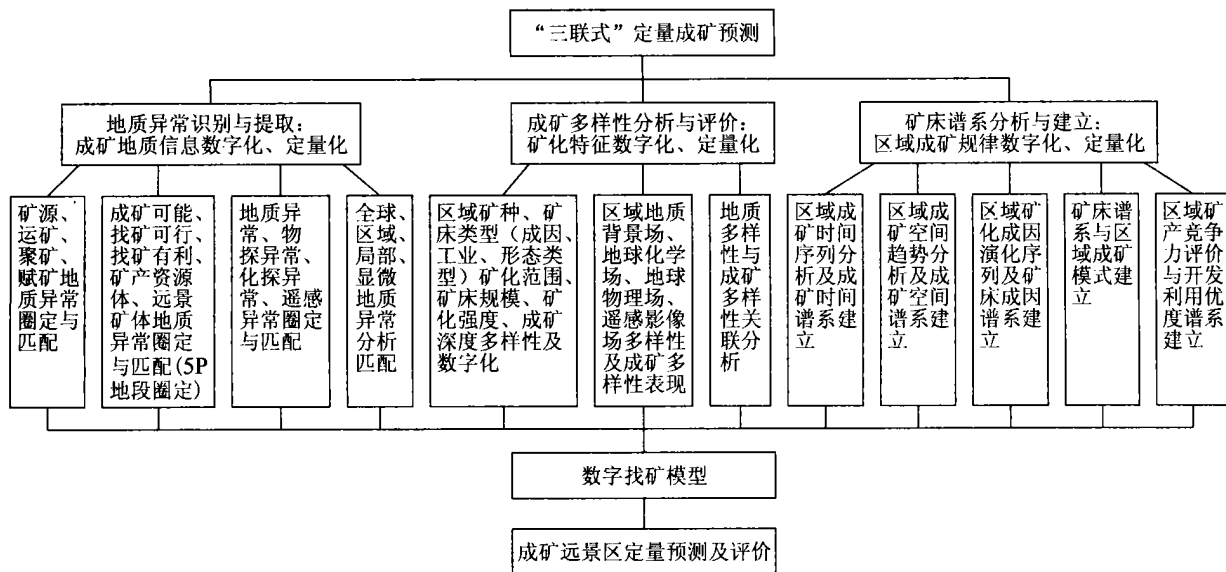 “三联式”定量成矿预测
地质异常识别与提取：
成矿地质信息数字化、定量化
成矿多样性分析与评价：
矿化特征数字化、定量化
矿床谱系分析与建立：
区域成矿规律数字化、定量化
矿源、
运矿、
聚矿、
赋矿地
质异常
圈定与
匹配
成矿可能、
找矿可行、
找矿有利、
矿产资源
体、远景
矿体地质
异常圈定
与匹配(5P
地段圈定)
地质异
常、物
探异常、
化探异
常、遥感
异常圈定
与匹配
全球、
区域、
局部、
显微
地质
异常
分析
匹配
区域矿种、矿
床类型（成因、
工业、形态类
型）矿化范围、
矿床规模、矿
化强度、成矿
深度多样性及
数字化
区域地质
背景场、
地球化学
场、地球
物理场、
遥感影像
场多样性
及成矿多
样性表现
地质
多样
性与
成矿
多样
性关
联分
析
区域成
矿时间
序列分
析及成
矿时间
谱系建
立
区域成
矿空间
趋势分
析及成
矿空间
谱系建
立
区域矿
化成因
演化序
列及矿
床成因
谱系建
立
矿床谱
系与区
域成矿
模式建
立
区域矿
产竞争
力评价
与开发
利用优
度谱系
建立
数字找矿模型
成矿远景区定量预测及评价